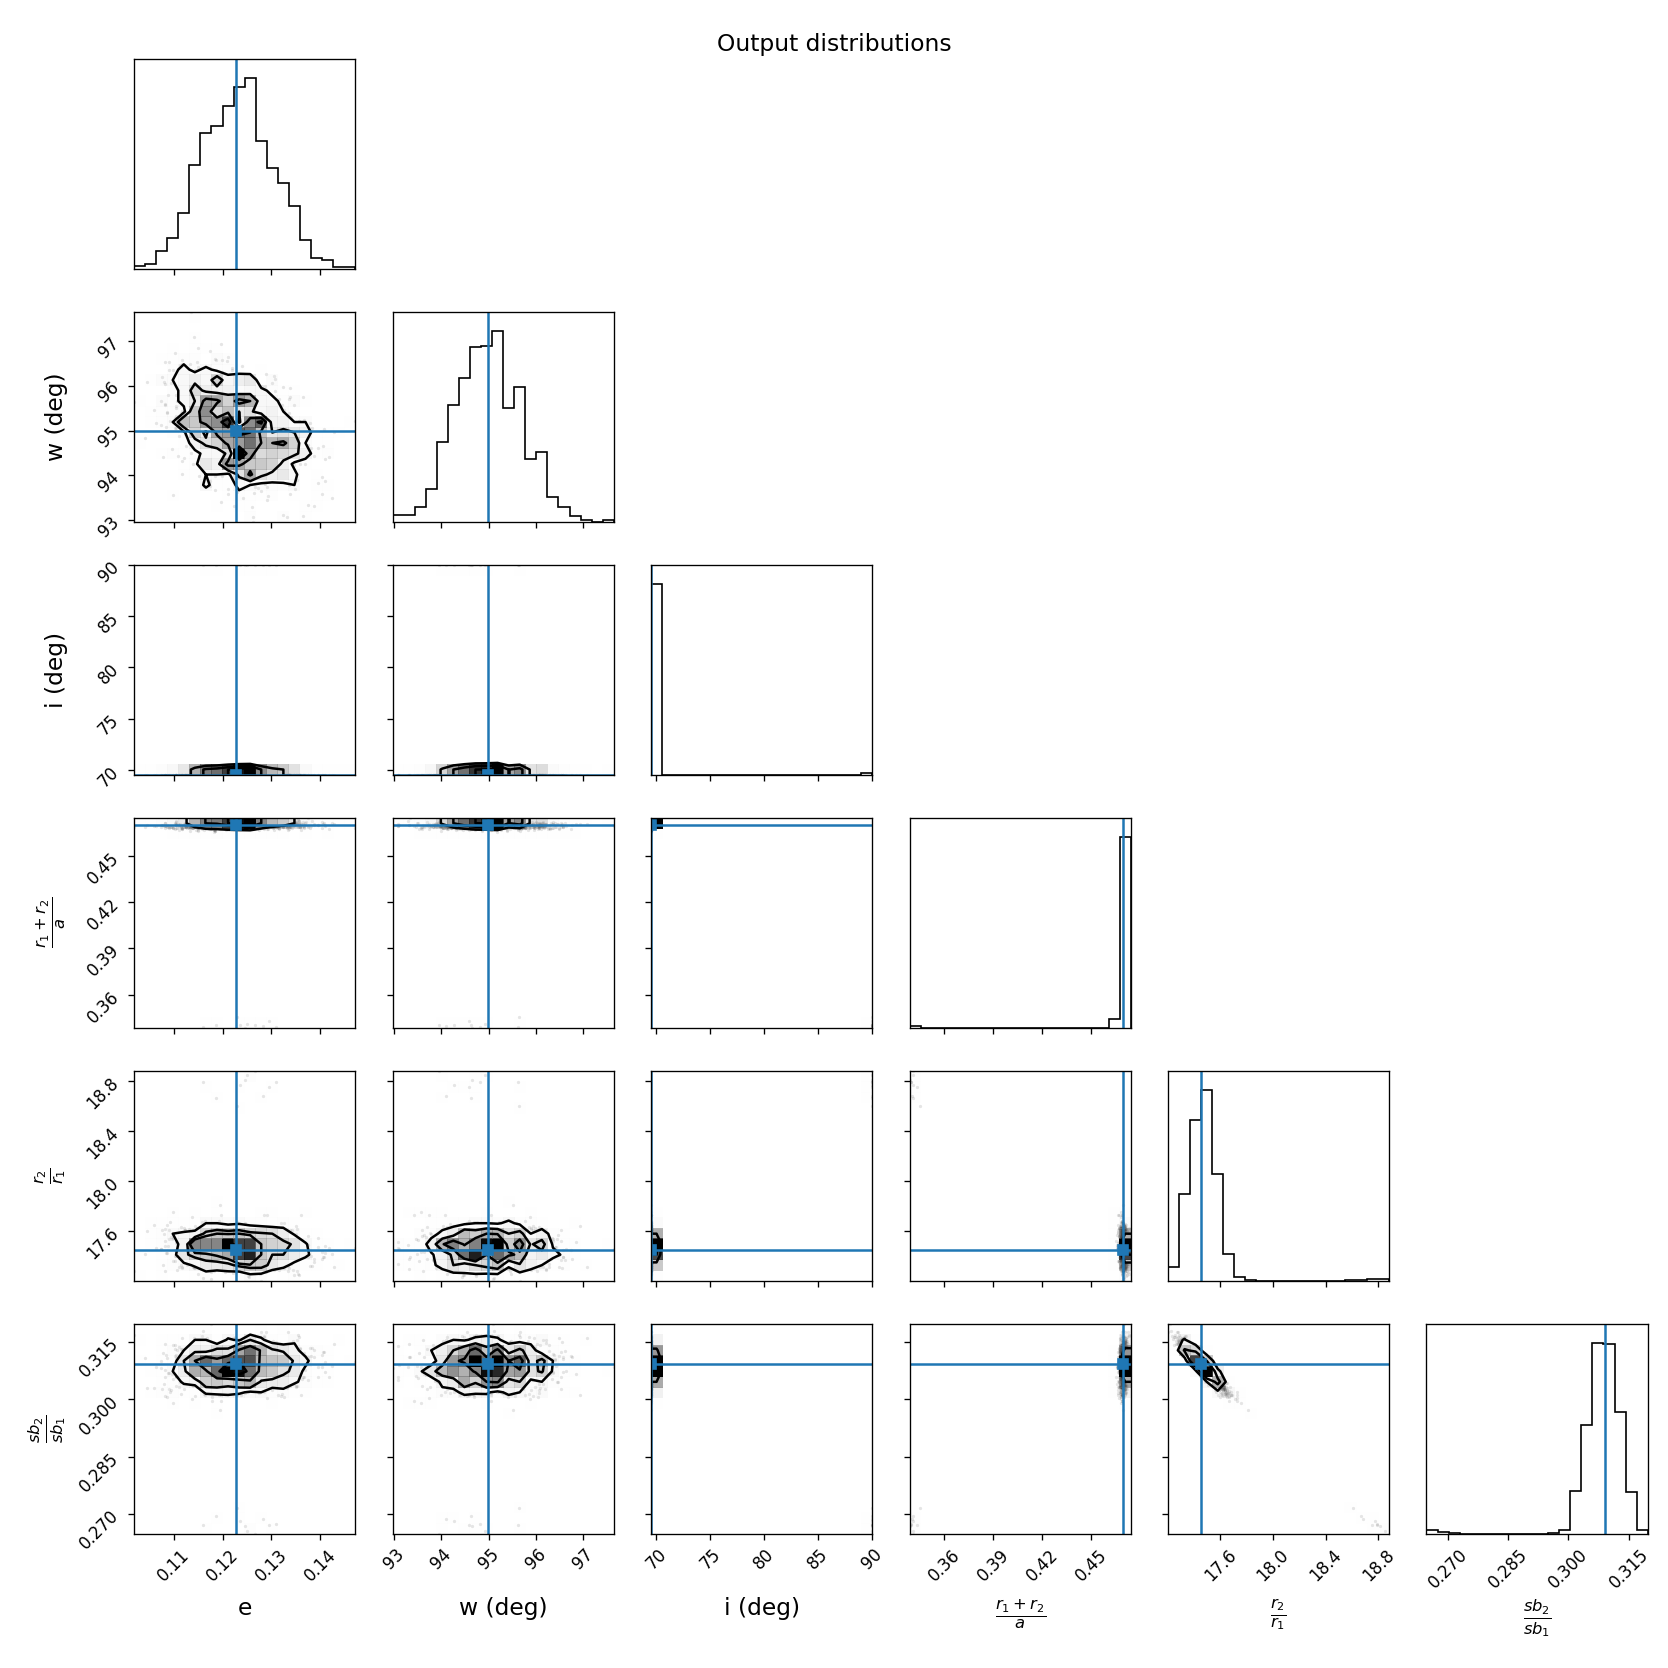 Output distributions
97
96
95
94
93
w (deg)
90
85
80
75
70
i (deg)
0.45
0.42
0.39
0.36
r₁ + r₂
a
18.8
18.4
18.0
17.6
r₂
r₁
0.315
0.300
0.285
0.270
sb₂
sb₁
0.11 0.12 0.13 0.14
e
93 94 95 96 97
w (deg)
70 75 80 85 90
i (deg)
0.36 0.39 0.42 0.45
r₁ + r₂
a
17.6 18.0 18.4 18.8
r₂
r₁
0.270 0.285 0.300 0.315
sb₂
sb₁